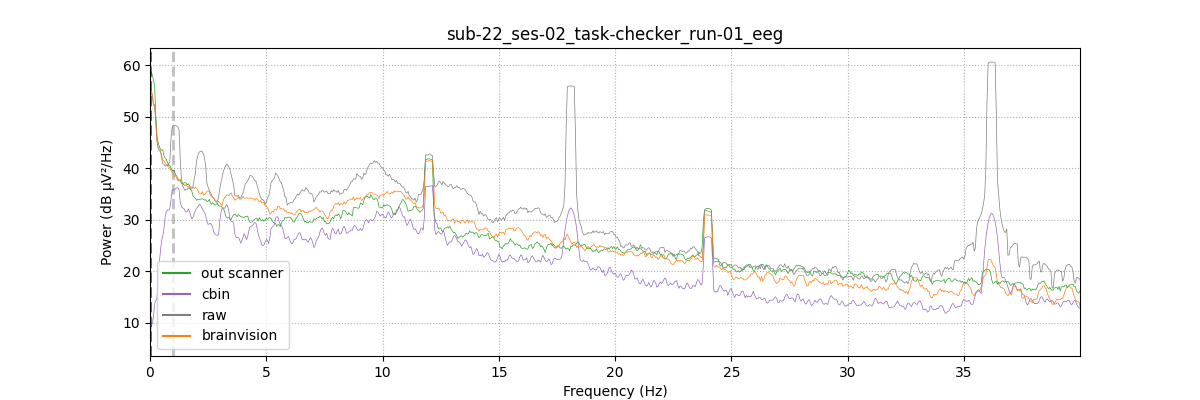 sub-22_ses-02_task-checker_run-01_eeg
60
50
40
30
20
10
Power (dB µV²/Hz)
out scanner
cbin
raw
brainvision
0 5 10 15 20 25 30 35
Frequency (Hz)